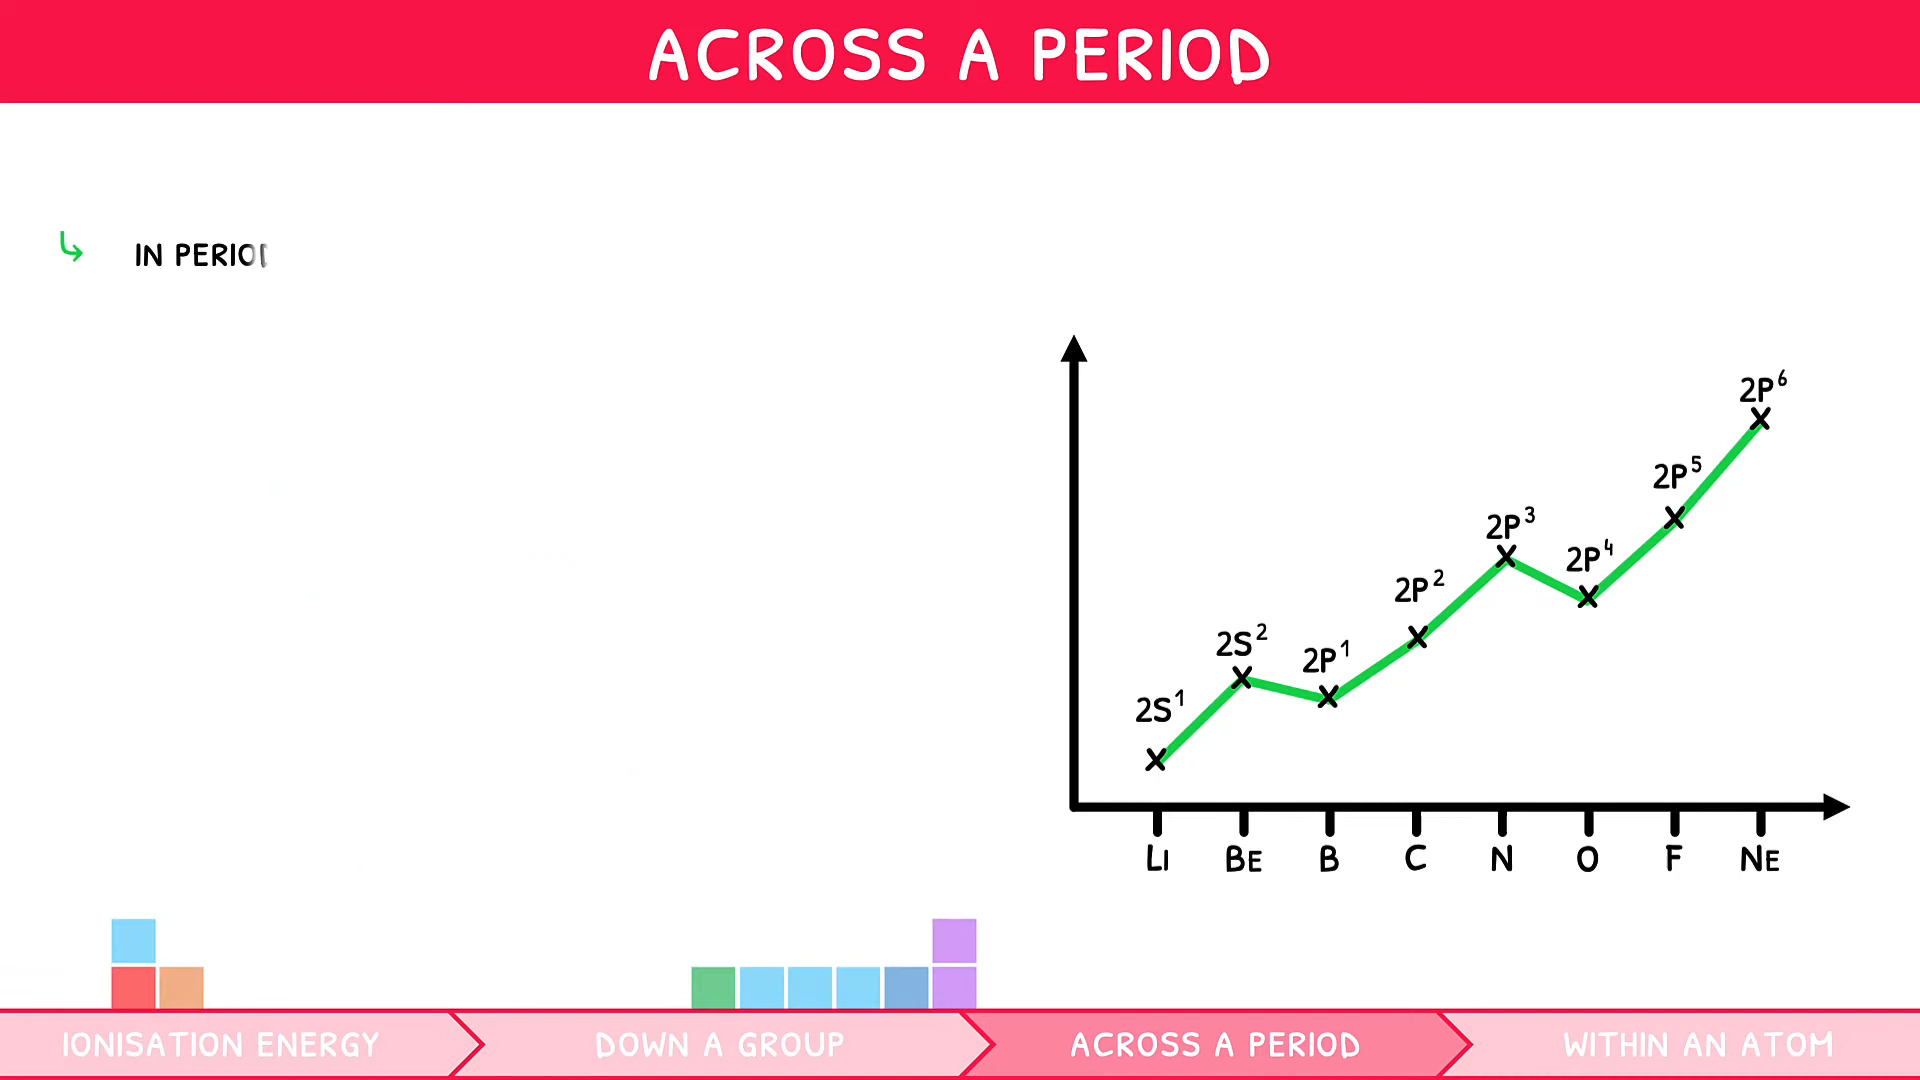 ACROSS A PERIOD
IN PERIOD
2P⁶
2P⁵
2P³
2P⁴
2P²
2S²
2P¹
2S¹
LI BE B C N O F NE
IONISATION ENERGY DOWN A GROUP ACROSS A PERIOD WITHIN AN ATOM